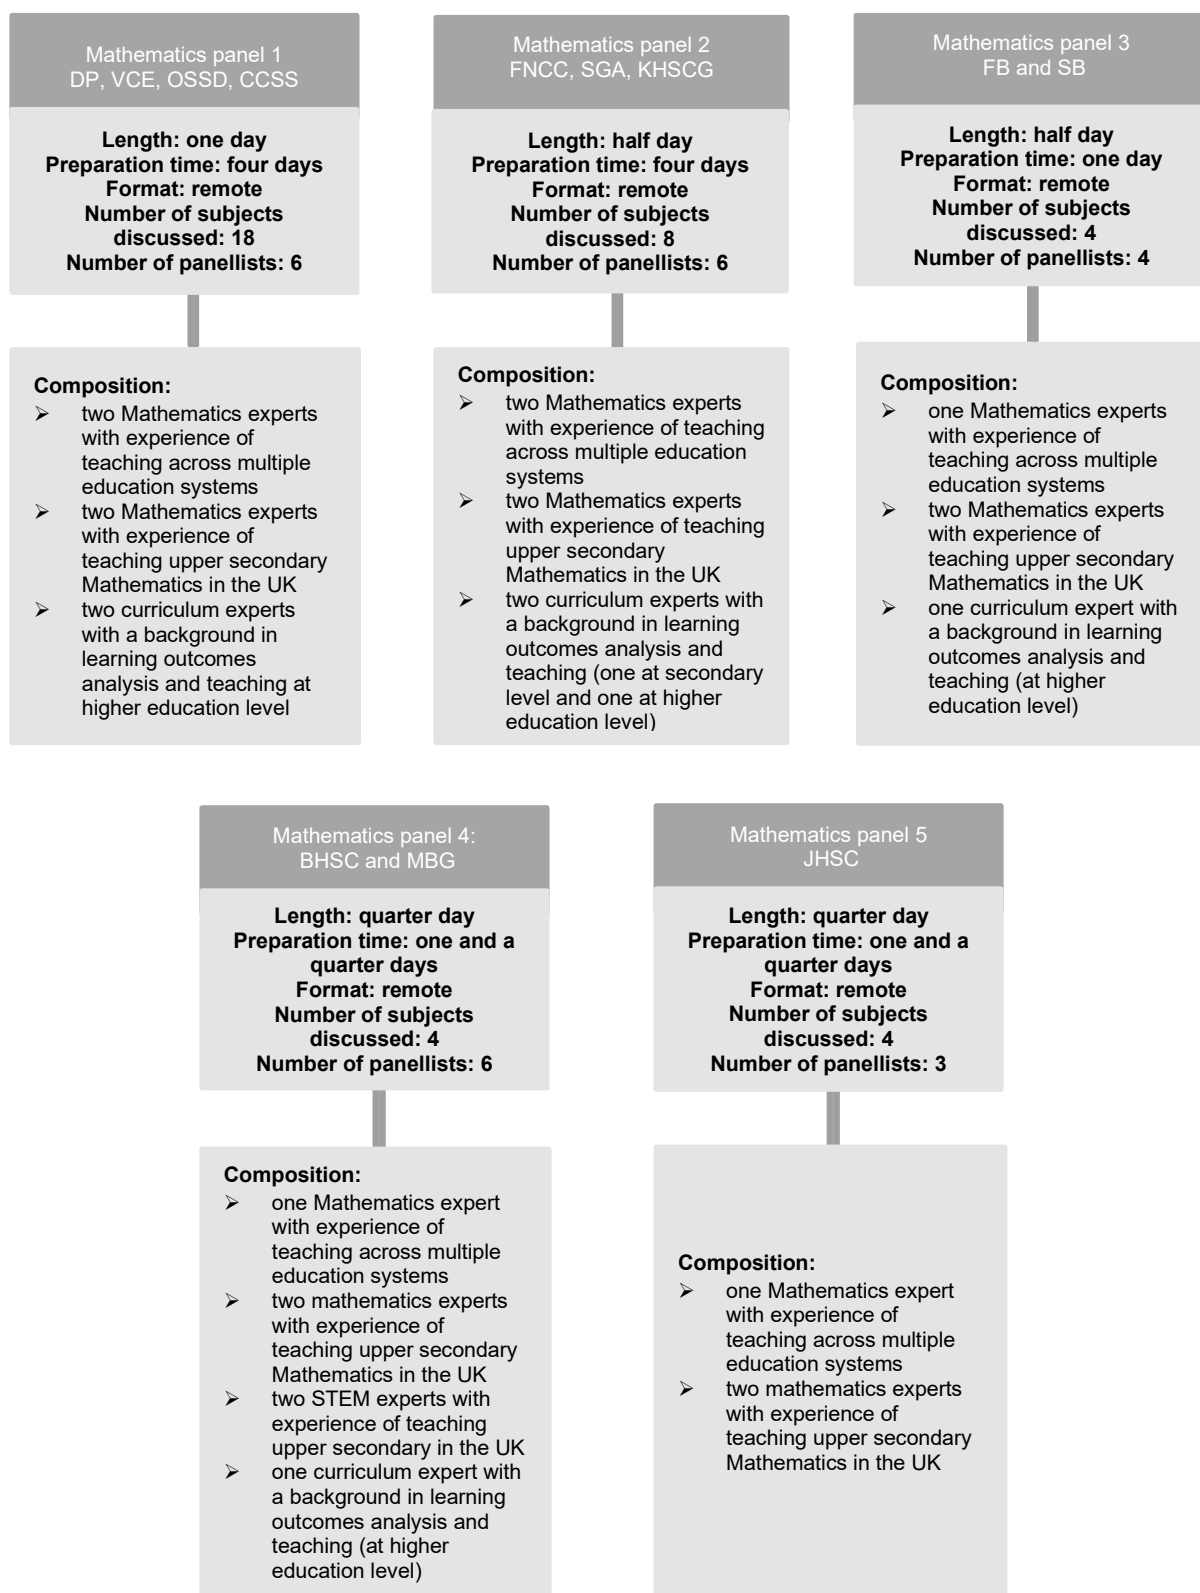 Mathematics panel 1
DP, VCE, OSSD, CCSS
Length: one day
Preparation time: four days
Format: remote
Number of subjects
discussed: 18
Number of panellists: 6
Composition:
➢ two Mathematics experts
with experience of
teaching across multiple
education systems
➢ two Mathematics experts
with experience of
teaching upper secondary
Mathematics in the UK
➢ two curriculum experts
with a background in
learning outcomes
analysis and teaching at
higher education level
Mathematics panel 2
FNCC, SGA, KHSCG
Length: half day
Preparation time: four days
Format: remote
Number of subjects
discussed: 8
Number of panellists: 6
Composition:
➢ two Mathematics experts
with experience of teaching
across multiple education
systems
➢ two Mathematics experts
with experience of teaching
upper secondary
Mathematics in the UK
➢ two curriculum experts with
a background in learning
outcomes analysis and
teaching (one at secondary
level and one at higher
education level)
Mathematics panel 3
FB and SB
Length: half day
Preparation time: one day
Format: remote
Number of subjects
discussed: 4
Number of panellists: 4
Composition:
➢ one Mathematics experts
with experience of
teaching across multiple
education systems
➢ two Mathematics experts
with experience of
teaching upper secondary
Mathematics in the UK
➢ one curriculum expert with
a background in learning
outcomes analysis and
teaching (at higher
education level)
Mathematics panel 4:
BHSC and MBG
Length: quarter day
Preparation time: one and a
quarter days
Format: remote
Number of subjects
discussed: 4
Number of panellists: 6
Composition:
➢ one Mathematics expert
with experience of
teaching across multiple
education systems
➢ two mathematics experts
with experience of
teaching upper secondary
Mathematics in the UK
➢ two STEM experts with
experience of teaching
upper secondary in the UK
➢ one curriculum expert with
a background in learning
outcomes analysis and
teaching (at higher
education level)
Mathematics panel 5
JHSC
Length: quarter day
Preparation time: one and a
quarter days
Format: remote
Number of subjects
discussed: 4
Number of panellists: 3
Composition:
➢ one Mathematics expert
with experience of
teaching across multiple
education systems
➢ two mathematics experts
with experience of
teaching upper secondary
Mathematics in the UK